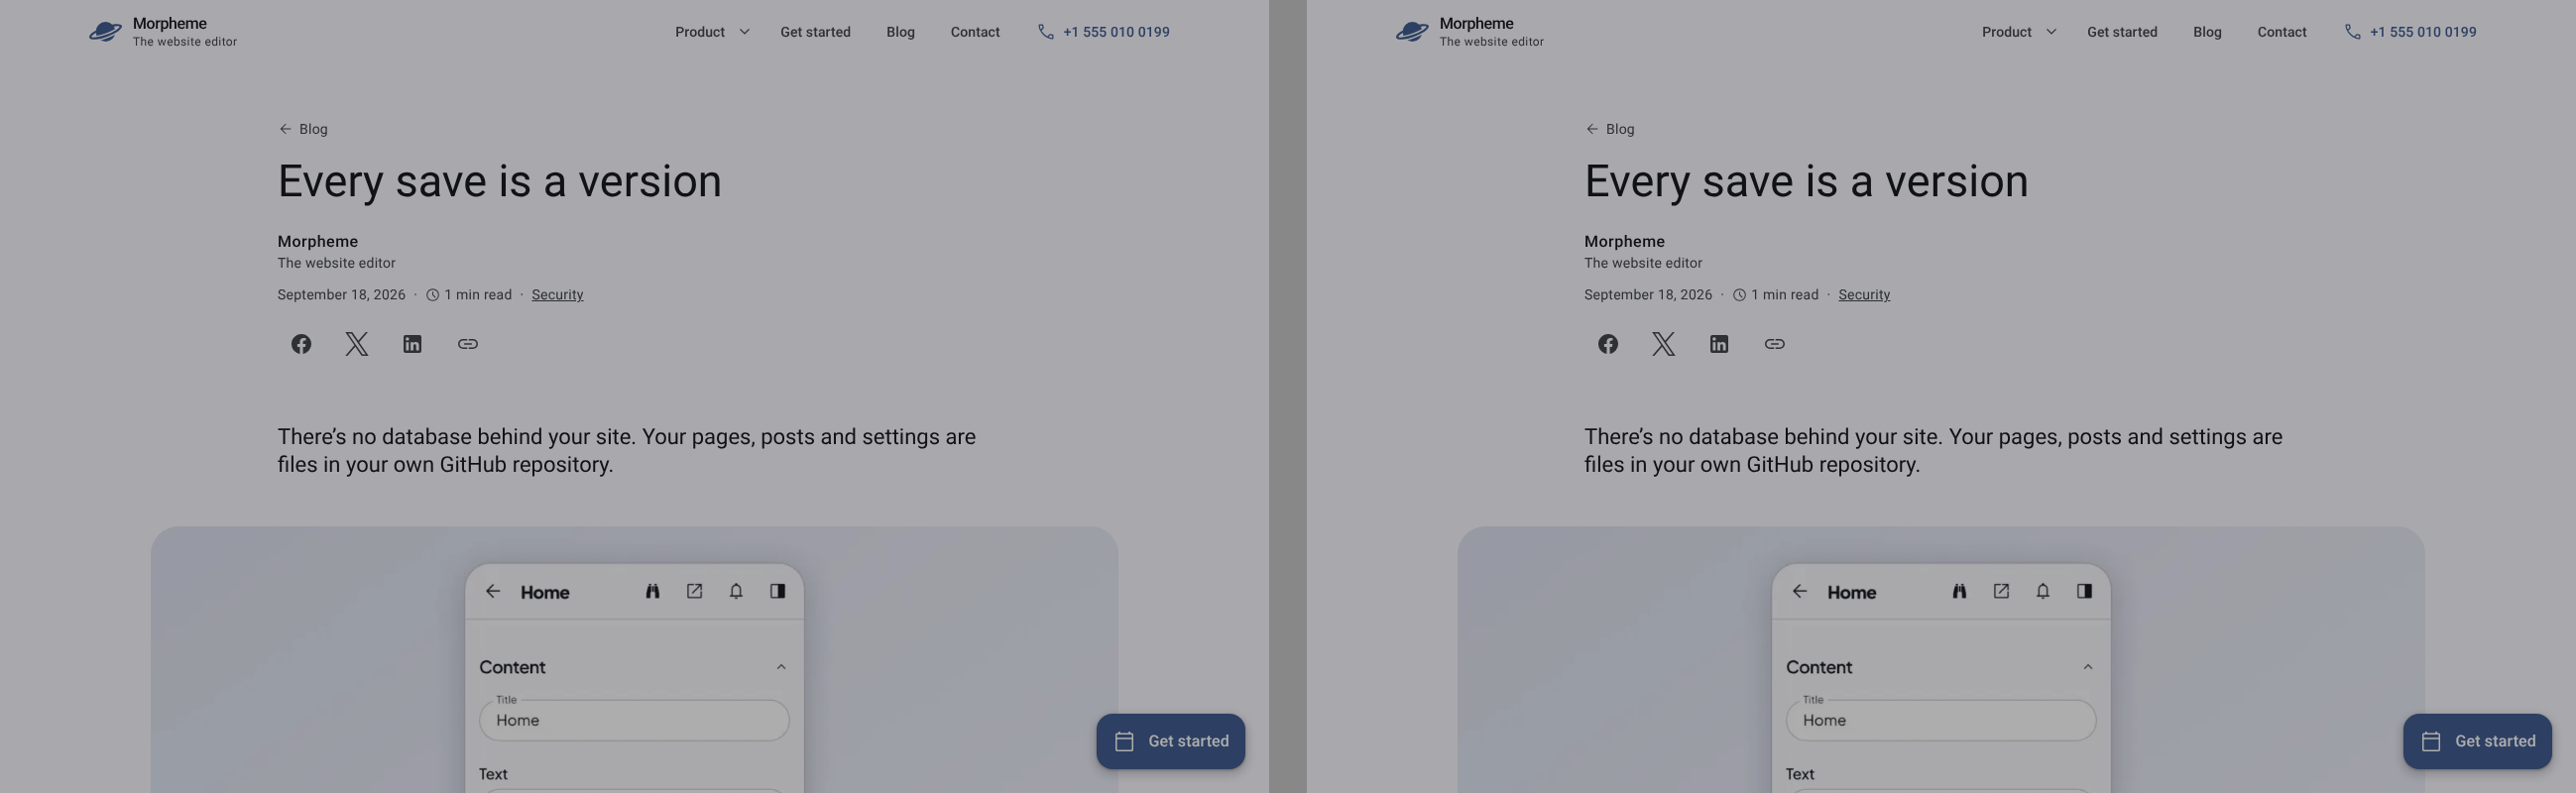 Morpheme
The website editor
Product
Get started
Blog
Contact
+1 555 010 0199
Blog
Every save is a version
Morpheme
The website editor
September 18, 2026 · 1 min read · Security
There’s no database behind your site. Your pages, posts and settings are
files in your own GitHub repository.
Home
Content
Title
Home
Text
Get started
Morpheme
The website editor
Product
Get started
Blog
Contact
+1 555 010 0199
Blog
Every save is a version
Morpheme
The website editor
September 18, 2026 · 1 min read · Security
There’s no database behind your site. Your pages, posts and settings are
files in your own GitHub repository.
Home
Content
Title
Home
Text
Get started